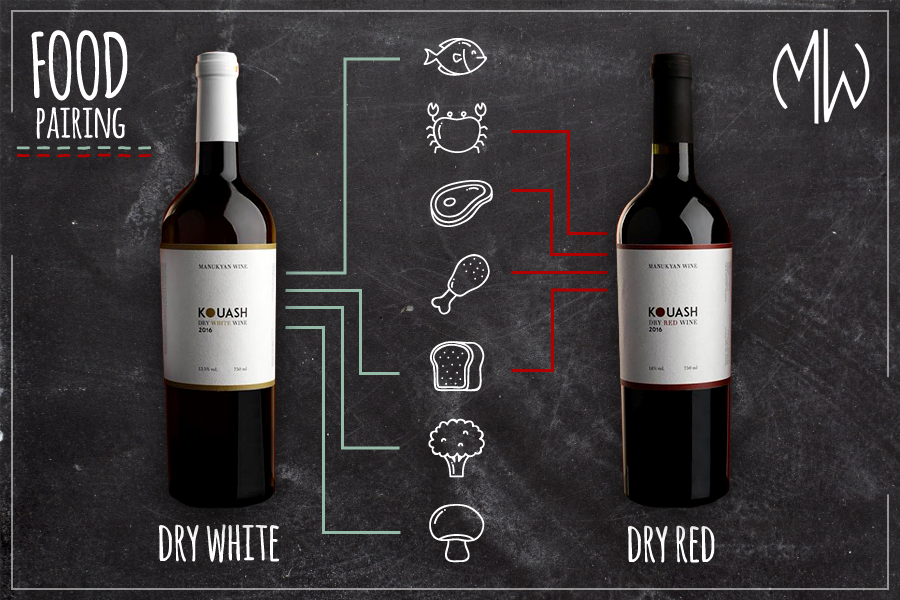 FOOD
PAIRING
MW
MANUKYAN WINE
KOUASH
DRY WHITE WINE
2016
13.5% vol.
750 ml
MANUKYAN WINE
KOUASH
DRY RED WINE
2016
14% vol.
750 ml
DRY WHITE
DRY RED